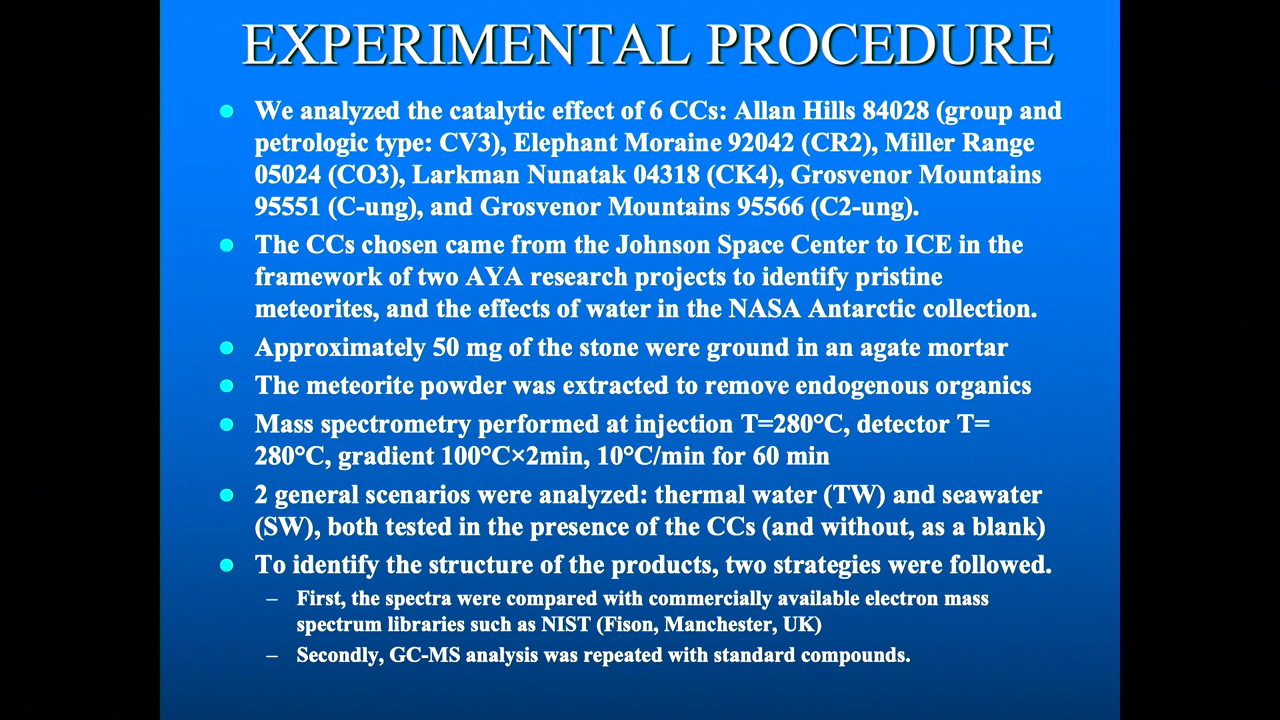 EXPERIMENTAL PROCEDURE
We analyzed the catalytic effect of 6 CCs: Allan Hills 84028 (group and
petrologic type: CV3), Elephant Moraine 92042 (CR2), Miller Range
05024 (CO3), Larkman Nunatak 04318 (CK4), Grosvenor Mountains
95551 (C-ung), and Grosvenor Mountains 95566 (C2-ung).
The CCs chosen came from the Johnson Space Center to ICE in the
framework of two AYA research projects to identify pristine
meteorites, and the effects of water in the NASA Antarctic collection.
Approximately 50 mg of the stone were ground in an agate mortar
The meteorite powder was extracted to remove endogenous organics
Mass spectrometry performed at injection T=280°C, detector T=
280°C, gradient 100°C×2min, 10°C/min for 60 min
2 general scenarios were analyzed: thermal water (TW) and seawater
(SW), both tested in the presence of the CCs (and without, as a blank)
To identify the structure of the products, two strategies were followed.
– First, the spectra were compared with commercially available electron mass
spectrum libraries such as NIST (Fison, Manchester, UK)
– Secondly, GC-MS analysis was repeated with standard compounds.